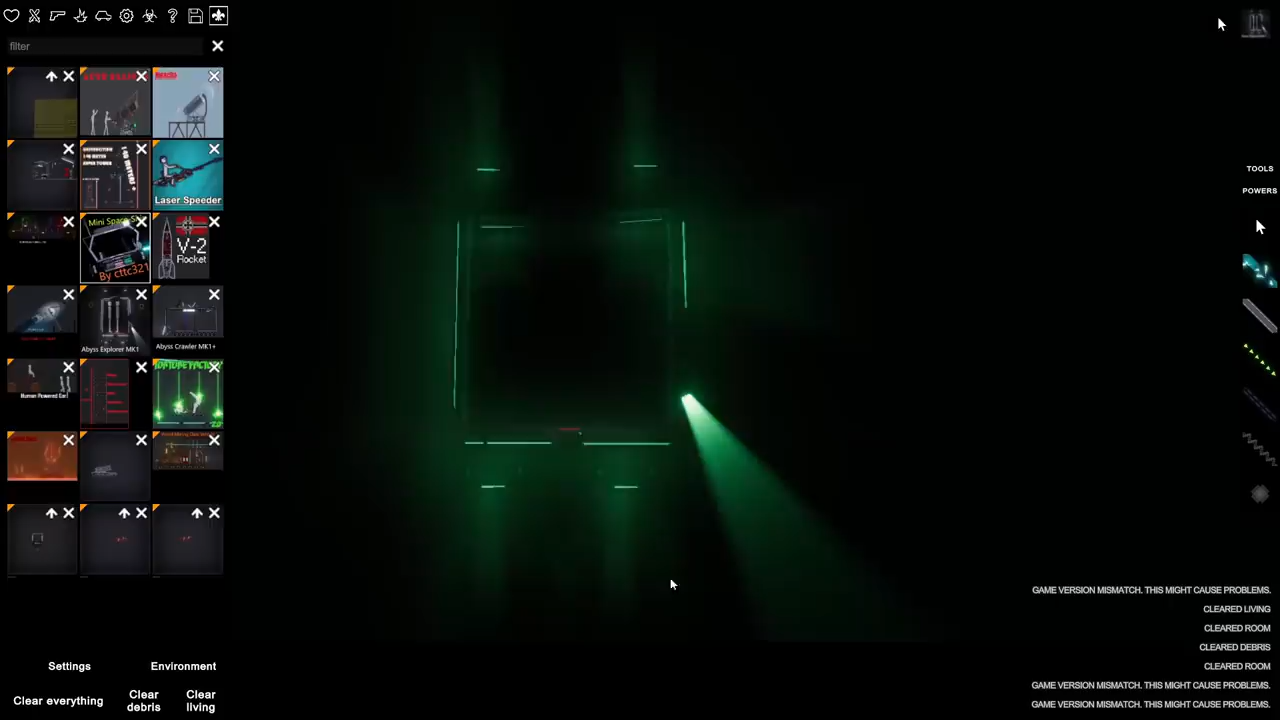 filter
Laser Speeder
Mini Space Ship
By cttc321
V-2
Rocket
Abyss Explorer MK1
Abyss Crawler MK1+
Human Powered Ear
TOOLS
POWERS
GAME VERSION MISMATCH. THIS MIGHT CAUSE PROBLEMS.
CLEARED LIVING
CLEARED ROOM
CLEARED DEBRIS
CLEARED ROOM
GAME VERSION MISMATCH. THIS MIGHT CAUSE PROBLEMS.
GAME VERSION MISMATCH. THIS MIGHT CAUSE PROBLEMS.
Settings
Environment
Clear everything
Clear debris
Clear living